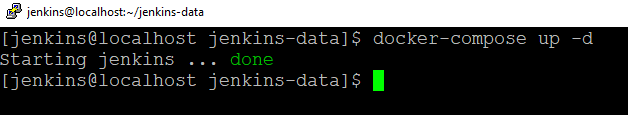 jenkins@localhost:~/jenkins-data
[jenkins@localhost jenkins-data]$ docker-compose up -d
Starting jenkins ... done
[jenkins@localhost jenkins-data]$